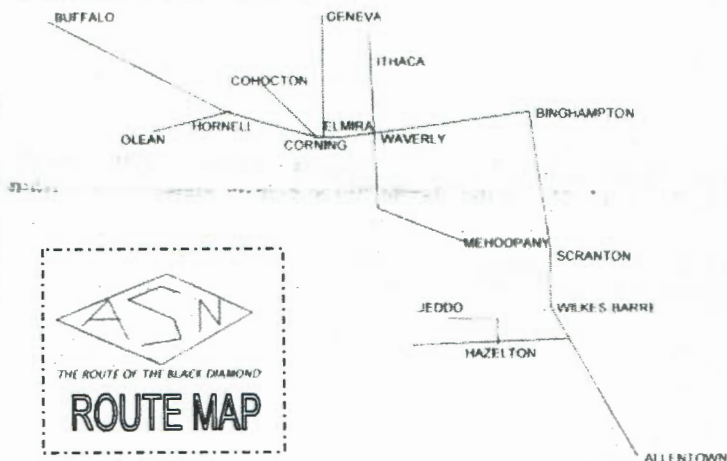 BUFFALO
GENEVA
ITHACA
COHOCTON
BINGHAMPTON
OLEAN
HORNELL
ELMIRA
CORNING
WAVERLY
MEHOOPANY
SCRANTON
JEDDO
WILKES BARRE
HAZELTON
ASN
THE ROUTE OF THE BLACK DIAMOND
ROUTE MAP
ALLENTOWN